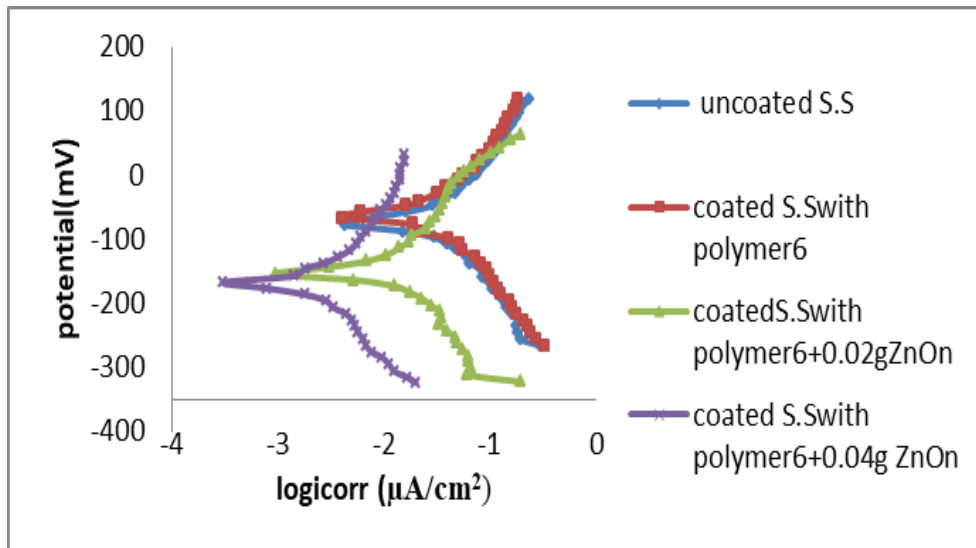 200
100
0
-100
-200
-300
-400
potential(mV)
-4 -3 -2 -1 0
logicorr (µA/cm²)
uncoated S.S
coated S.Swith
polymer6
coatedS.Swith
polymer6+0.02gZnOn
coated S.Swith
polymer6+0.04g ZnOn